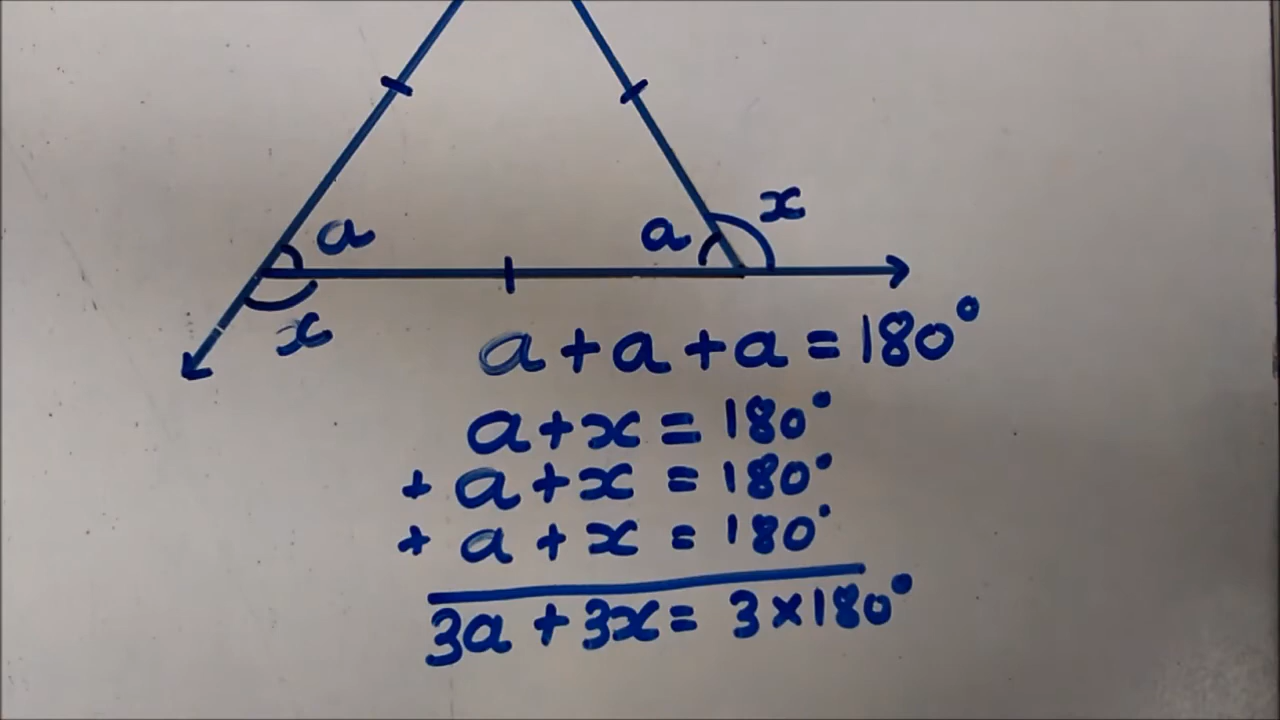 a a x
x
a + a + a = 180°
a + x = 180°
+ a + x = 180°
+ a + x = 180°
3a + 3x = 3 × 180°